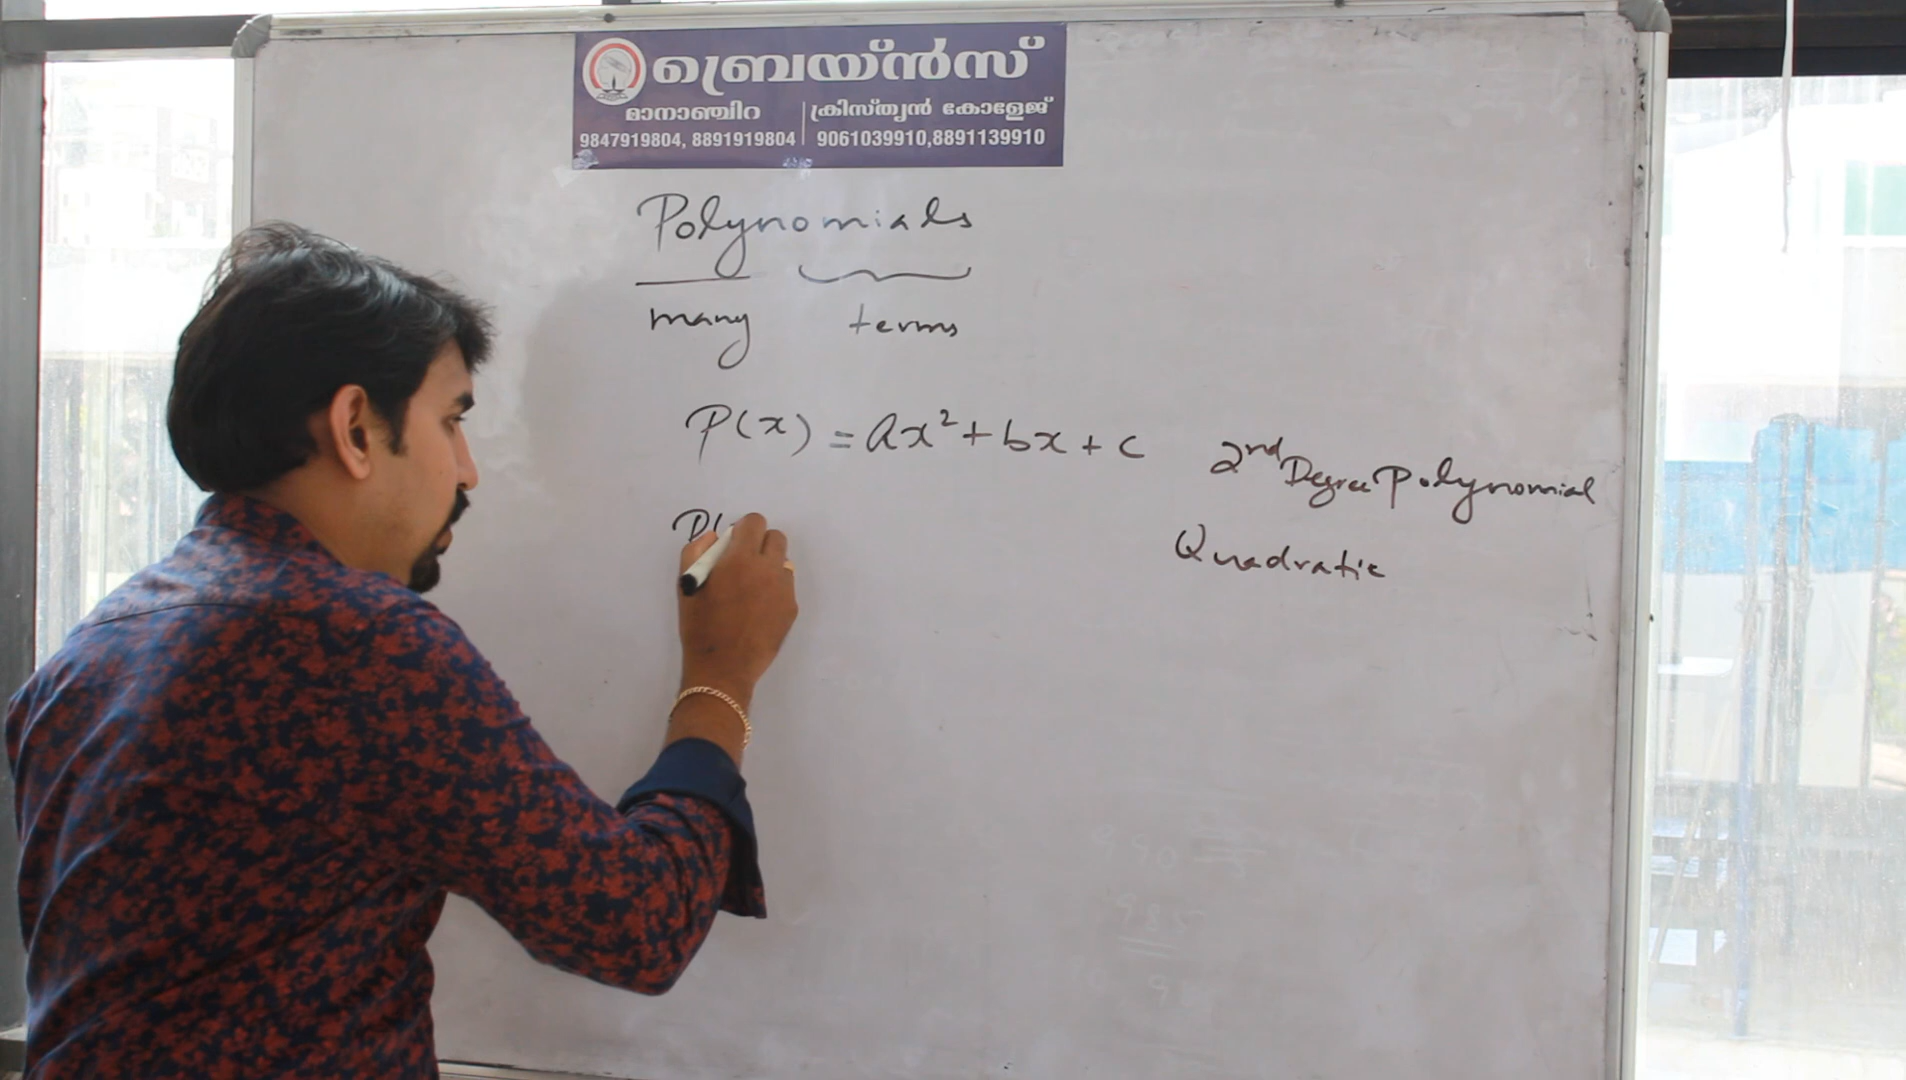 ബ്രെയ്ൻസ്
മാനാഞ്ചിറ
9847919804, 8891919804
ക്രിസ്ത്യൻ കോളേജ്
9061039910,8891139910
Polynomials
many terms
P(x) = ax² + bx + c
2nd Degree Polynomial
Quadratic
P(